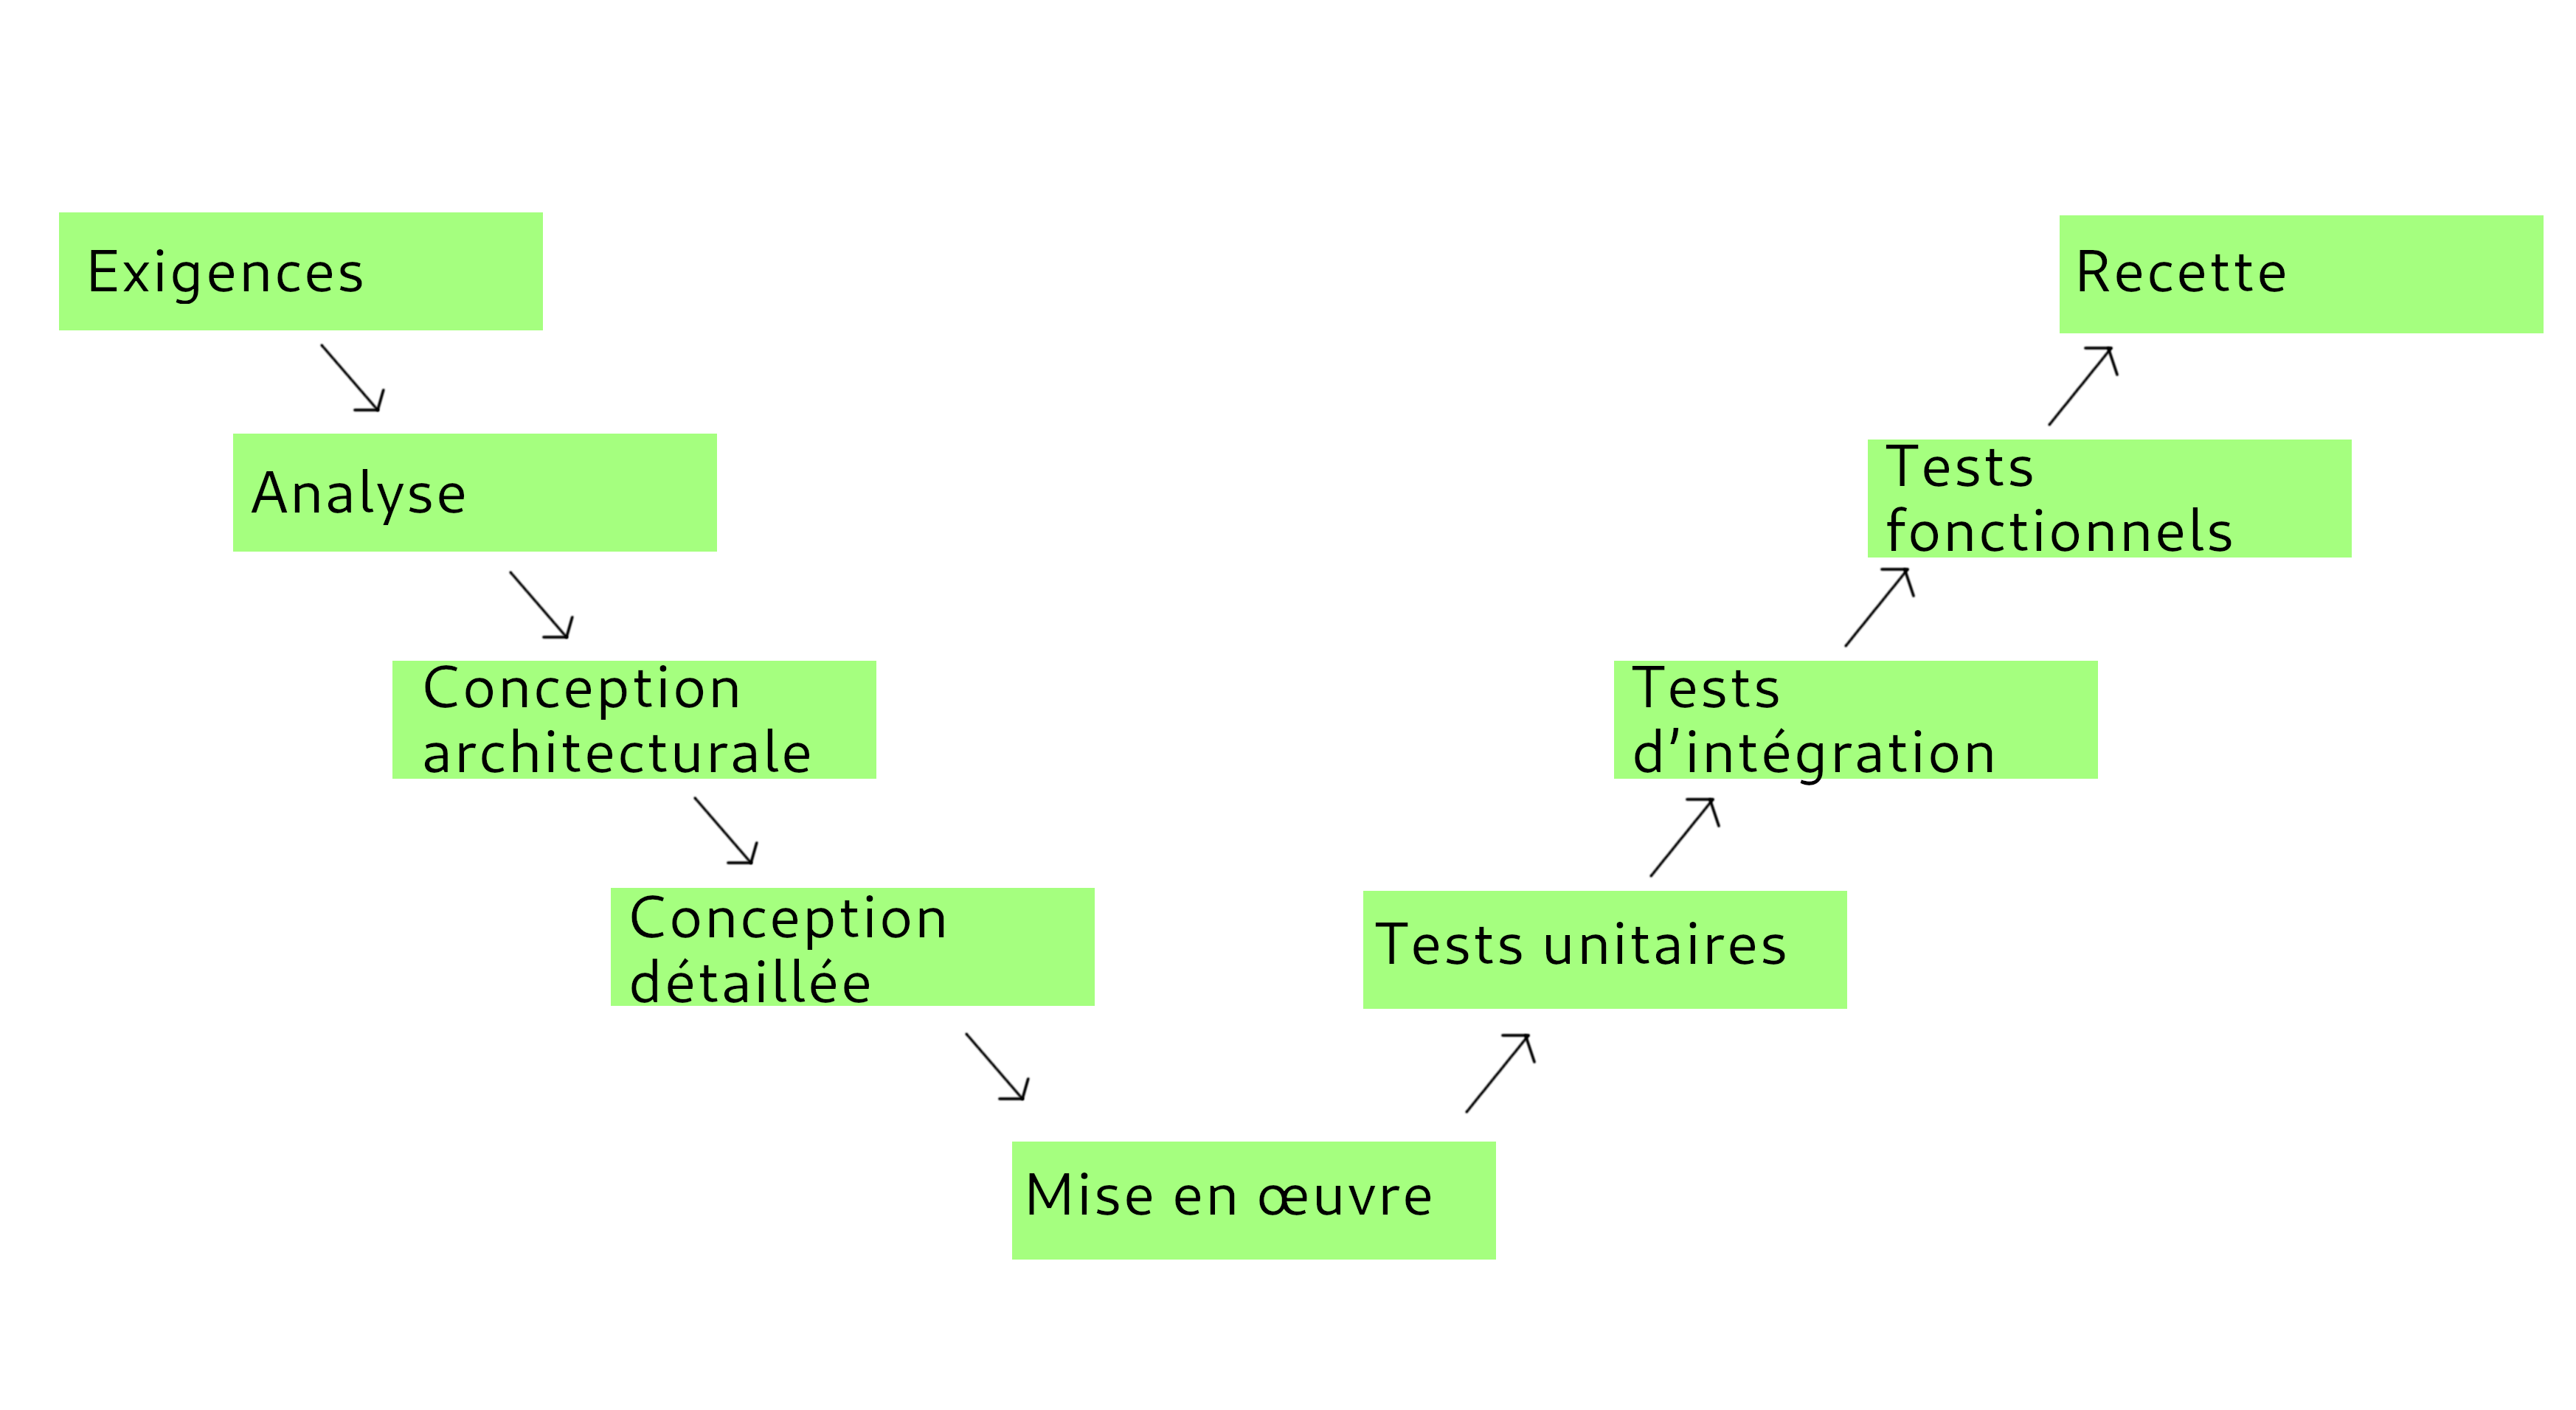 Exigences
Recette
Analyse
Tests
fonctionnels
Conception
architecturale
Tests
d'intégration
Conception
détaillée
Tests unitaires
Mise en œuvre